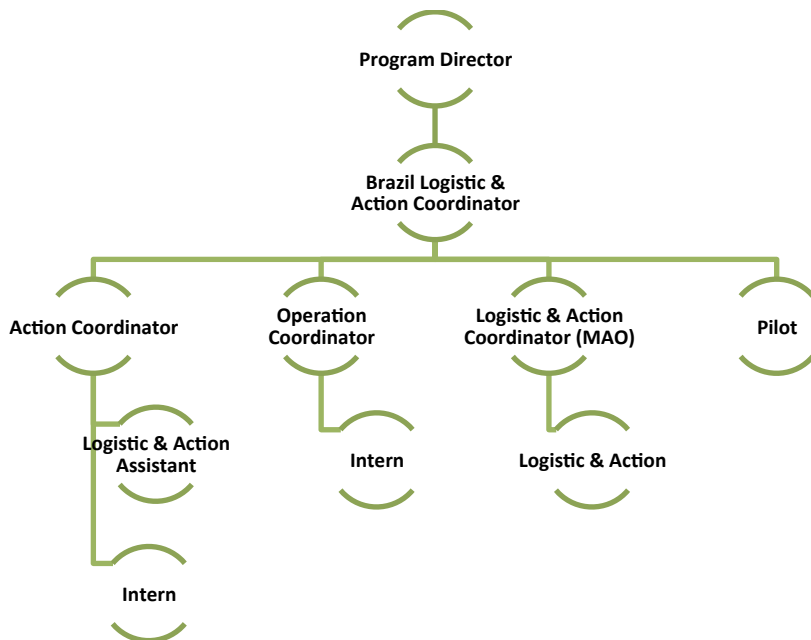 Program Director
Brazil Logistic &
Action Coordinator
Action Coordinator
Operation
Coordinator
Logistic & Action
Coordinator (MAO)
Pilot
Logistic & Action
Assistant
Intern
Logistic & Action
Intern